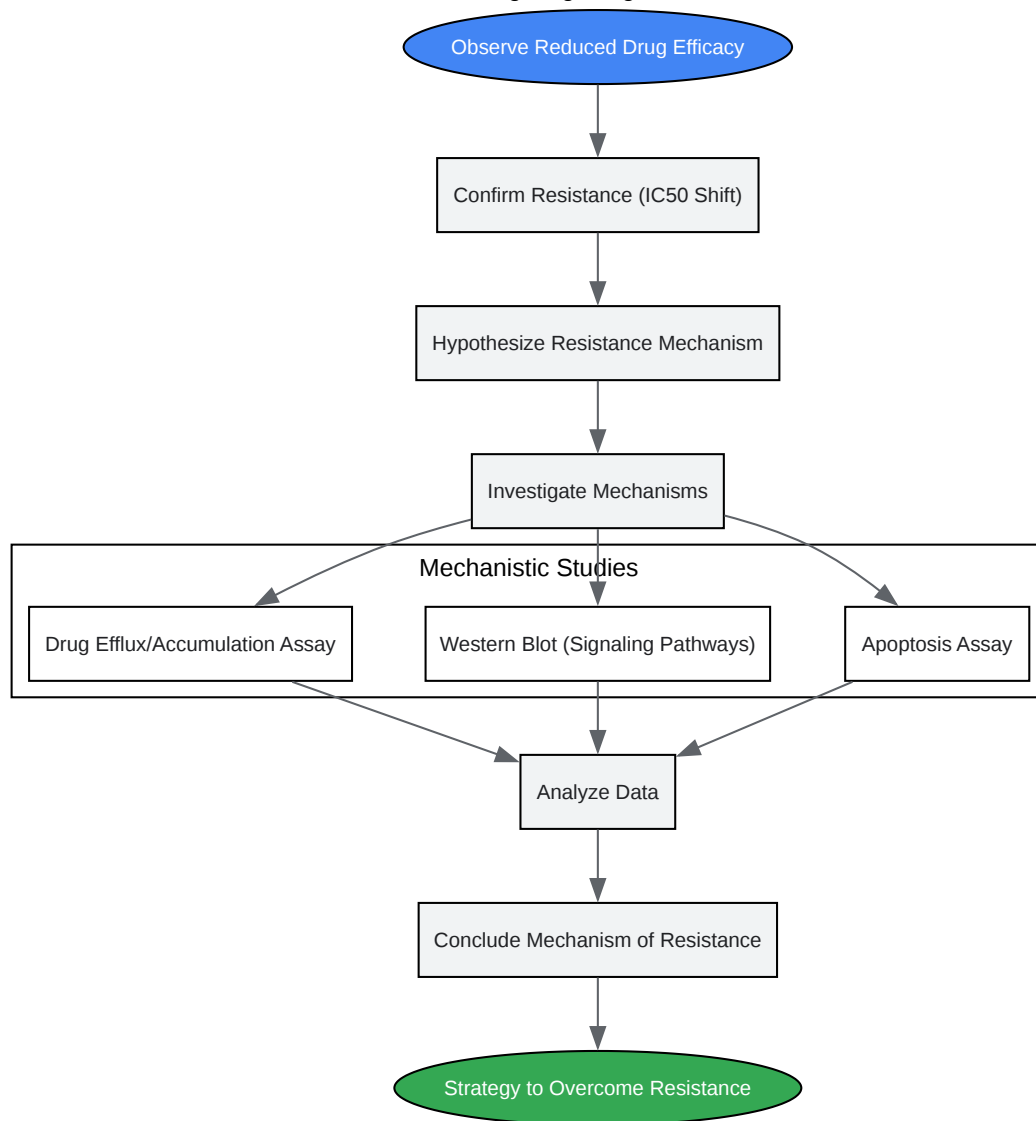 Observe Reduced Drug Efficacy
Confirm Resistance (IC50 Shift)
Hypothesize Resistance Mechanism
Investigate Mechanisms
Mechanistic Studies
Drug Efflux/Accumulation Assay
Western Blot (Signaling Pathways)
Apoptosis Assay
Analyze Data
Conclude Mechanism of Resistance
Strategy to Overcome Resistance